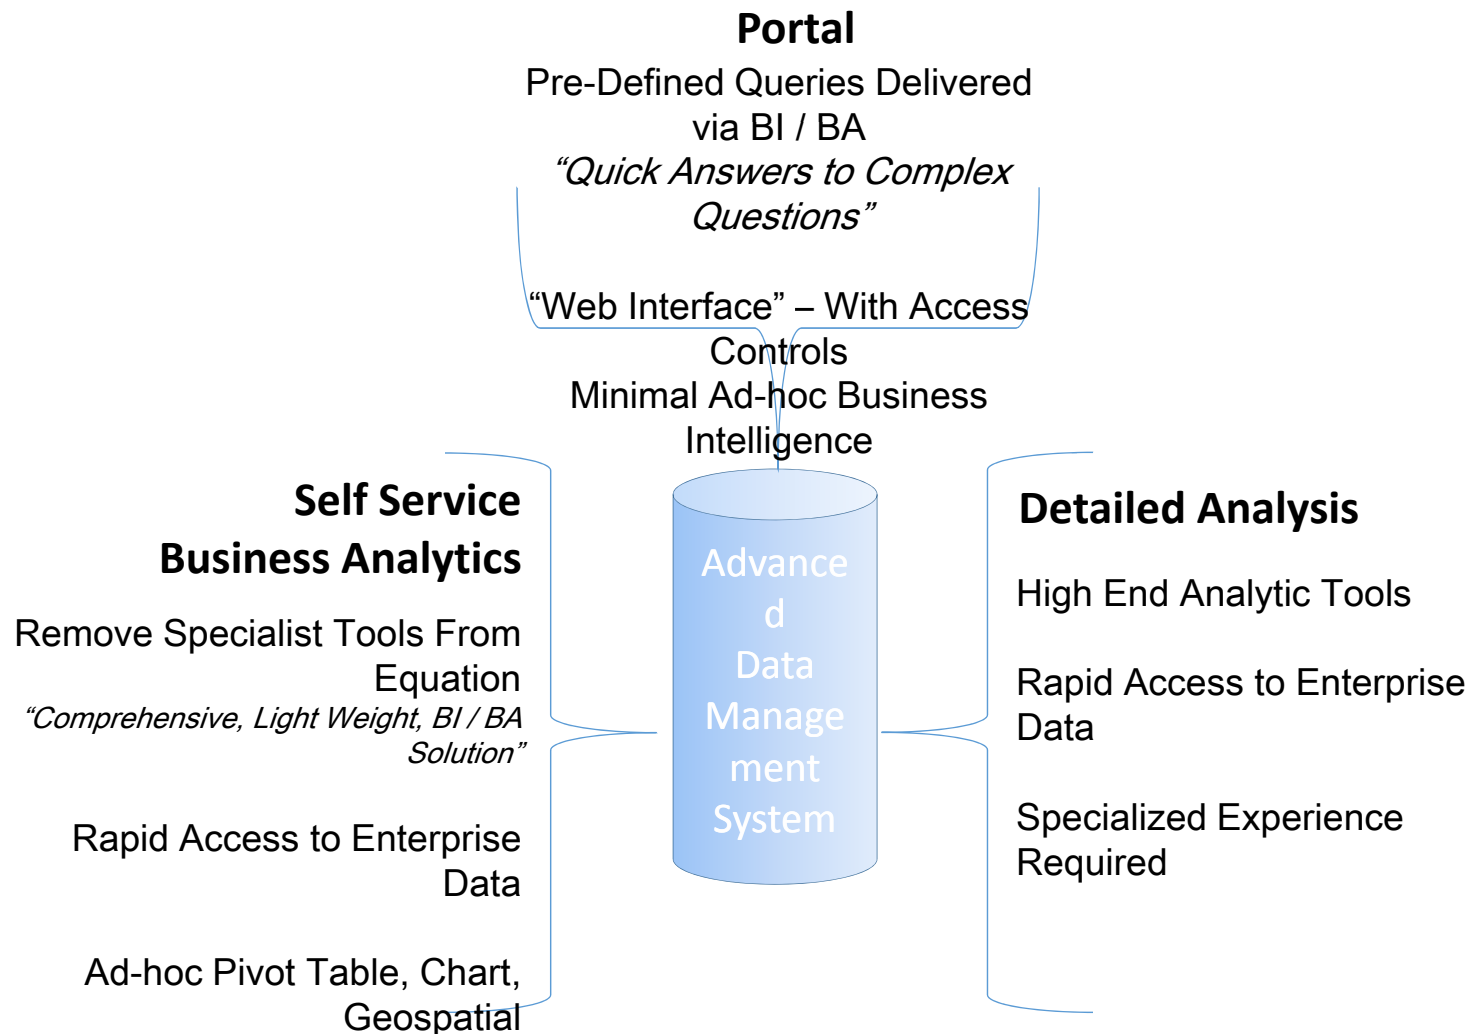 Portal
Pre-Defined Queries Delivered
via BI / BA
“Quick Answers to Complex
Questions”
“Web Interface” – With Access
Controls
Minimal Ad-hoc Business
Intelligence
Self Service
Business Analytics
Remove Specialist Tools From
Equation
“Comprehensive, Light Weight, BI / BA
Solution”
Rapid Access to Enterprise
Data
Ad-hoc Pivot Table, Chart,
Geospatial
Advance
d
Data
Manage
ment
System
Detailed Analysis
High End Analytic Tools
Rapid Access to Enterprise
Data
Specialized Experience
Required